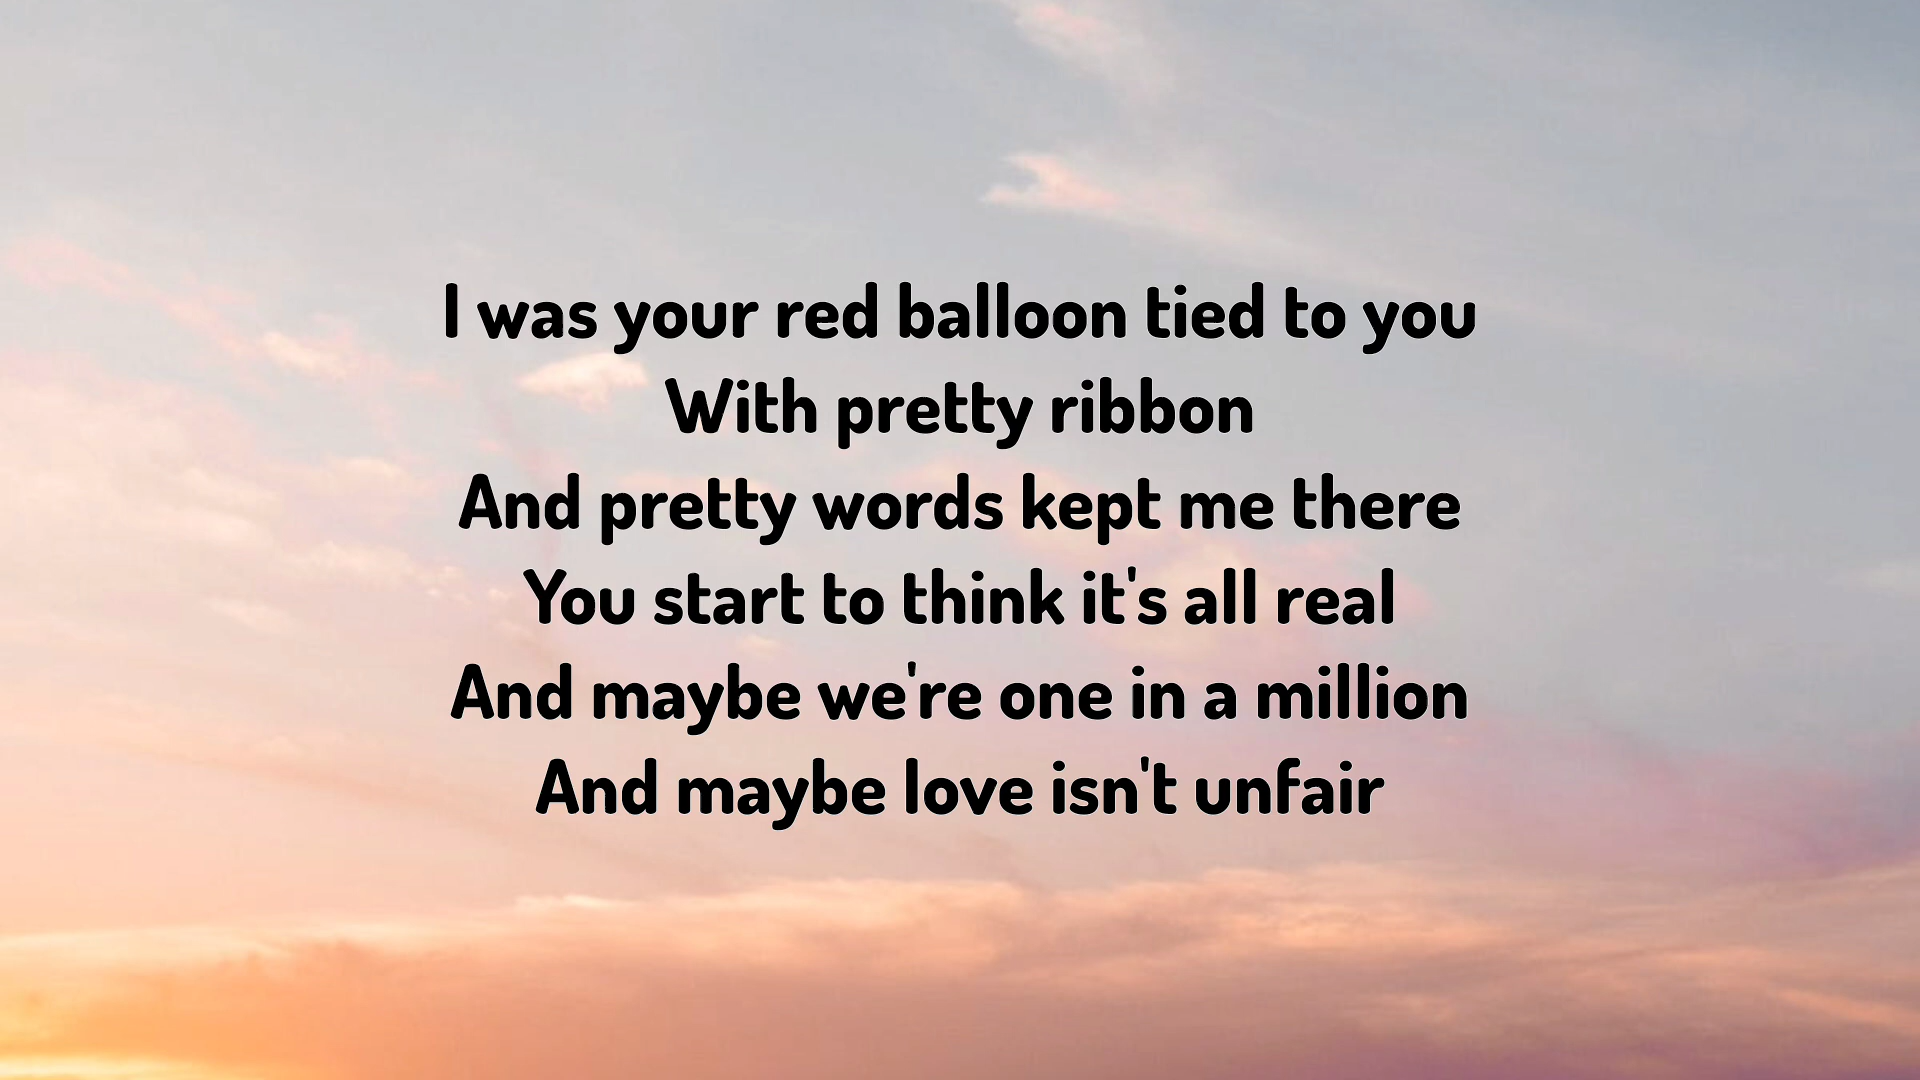 I was your red balloon tied to you
With pretty ribbon
And pretty words kept me there
You start to think it's all real
And maybe we're one in a million
And maybe love isn't unfair